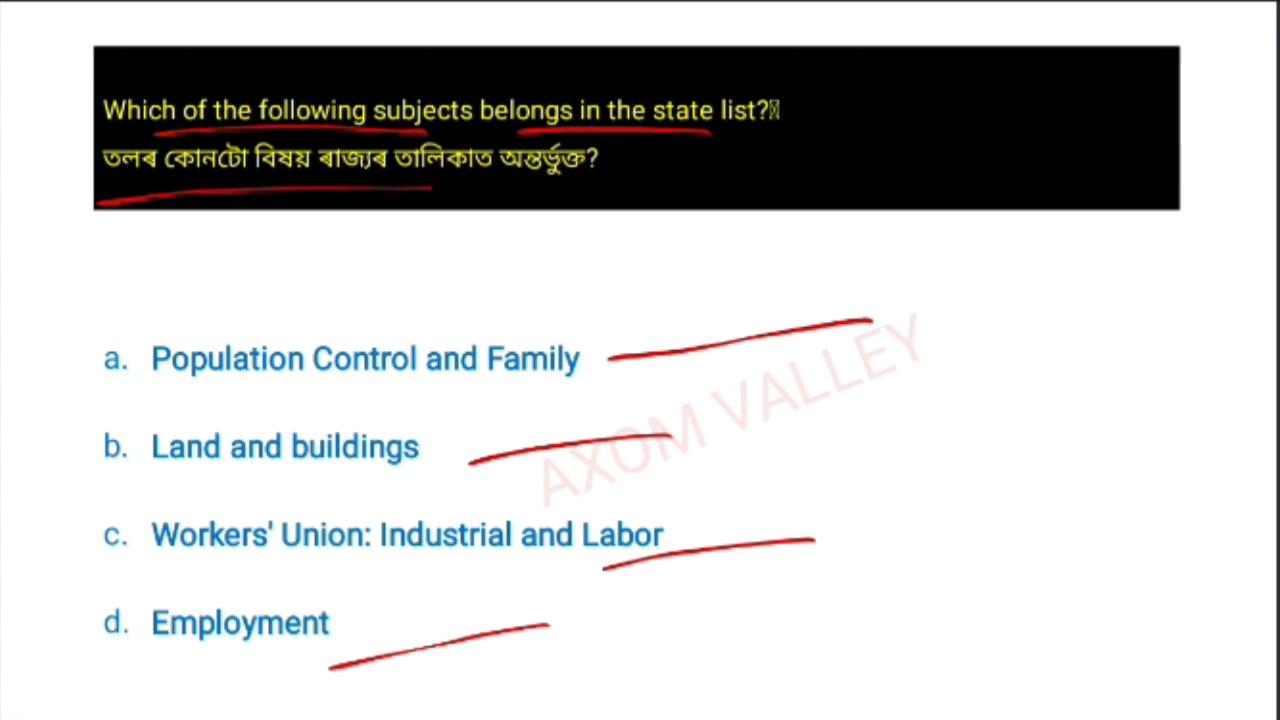 Which of the following subjects belongs in the state list?
তলৰ কোনটো বিষয় ৰাজ্যৰ তালিকাত অন্তৰ্ভুক্ত?
a. Population Control and Family
b. Land and buildings
AXOM VALLEY
c. Workers' Union: Industrial and Labor
d. Employment